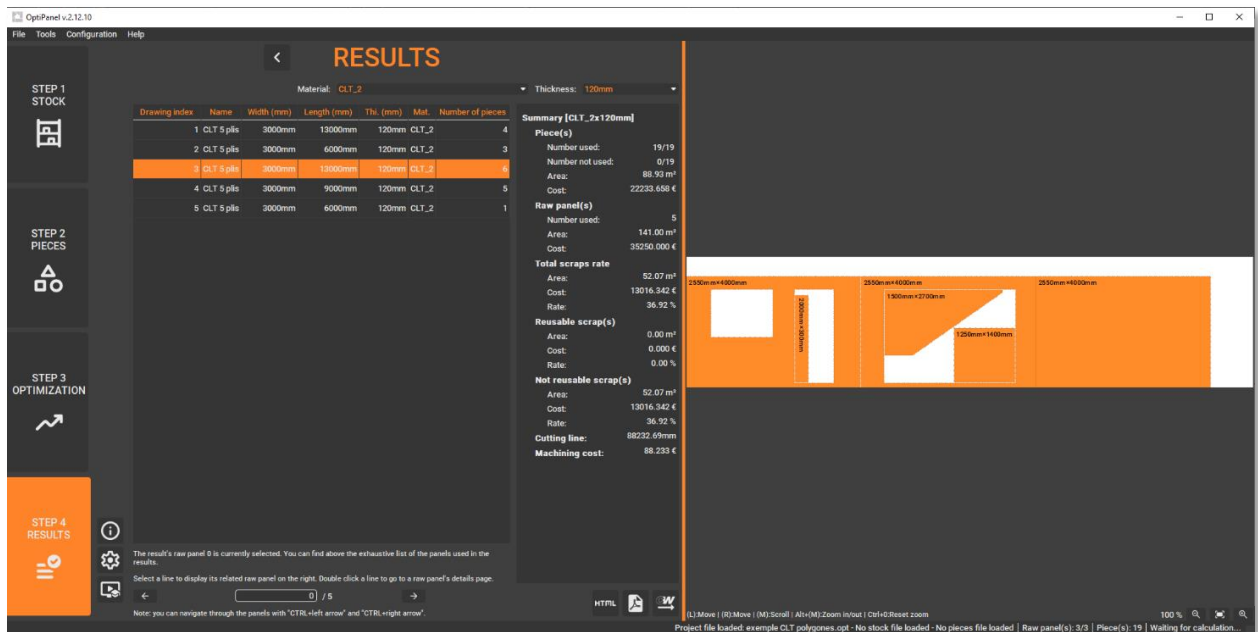 OptiPanel v.2.12.10
File Tools Configuration Help
RESULTS
STEP 1
STOCK
STEP 2
PIECES
STEP 3
OPTIMIZATION
STEP 4
RESULTS
Material: CLT_2 Thickness: 120mm
Drawing index Name Width (mm) Length (mm) Thi. (mm) Mat. Number of pieces
1 CLT 5 plis 3000mm 13000mm 120mm CLT_2 4
2 CLT 5 plis 3000mm 6000mm 120mm CLT_2 3
3 CLT 5 plis 3000mm 13000mm 120mm CLT_2 6
4 CLT 5 plis 3000mm 9000mm 120mm CLT_2 5
5 CLT 5 plis 3000mm 6000mm 120mm CLT_2 1
Summary [CLT_2x120mm]
Piece(s)
Number used: 19/19
Number not used: 0/19
Area: 88.93 m²
Cost: 22233.658 €
Raw panel(s)
Number used: 5
Area: 141.00 m²
Cost: 35250.000 €
Total scraps rate
Area: 52.07 m²
Cost: 13016.342 €
Rate: 36.92 %
Reusable scrap(s)
Area: 0.00 m²
Cost: 0.000 €
Rate: 0.00 %
Not reusable scrap(s)
Area: 52.07 m²
Cost: 13016.342 €
Rate: 36.92 %
Cutting line: 88232.69mm
Machining cost: 88.233 €
2550mm×4000mm
2000mm×300mm
2550mm×4000mm
1500mm×2700mm
1250mm×1400mm
2550mm×4000mm
The result's raw panel 0 is currently selected. You can find above the exhaustive list of the panels used in the
results.
Select a line to display its related raw panel on the right. Double click a line to go to a raw panel's details page.
0 / 5
Note: you can navigate through the panels with "CTRL+left arrow" and "CTRL+right arrow".
HTML
W
(L):Move | (R):Move | (M):Scroll | Alt+(M):Zoom in/out | Ctrl+0:Reset zoom
100 %
Project file loaded: exemple CLT polygones.opt - No stock file loaded - No pieces file loaded | Raw panel(s): 3/3 | Piece(s): 19 | Waiting for calculation...